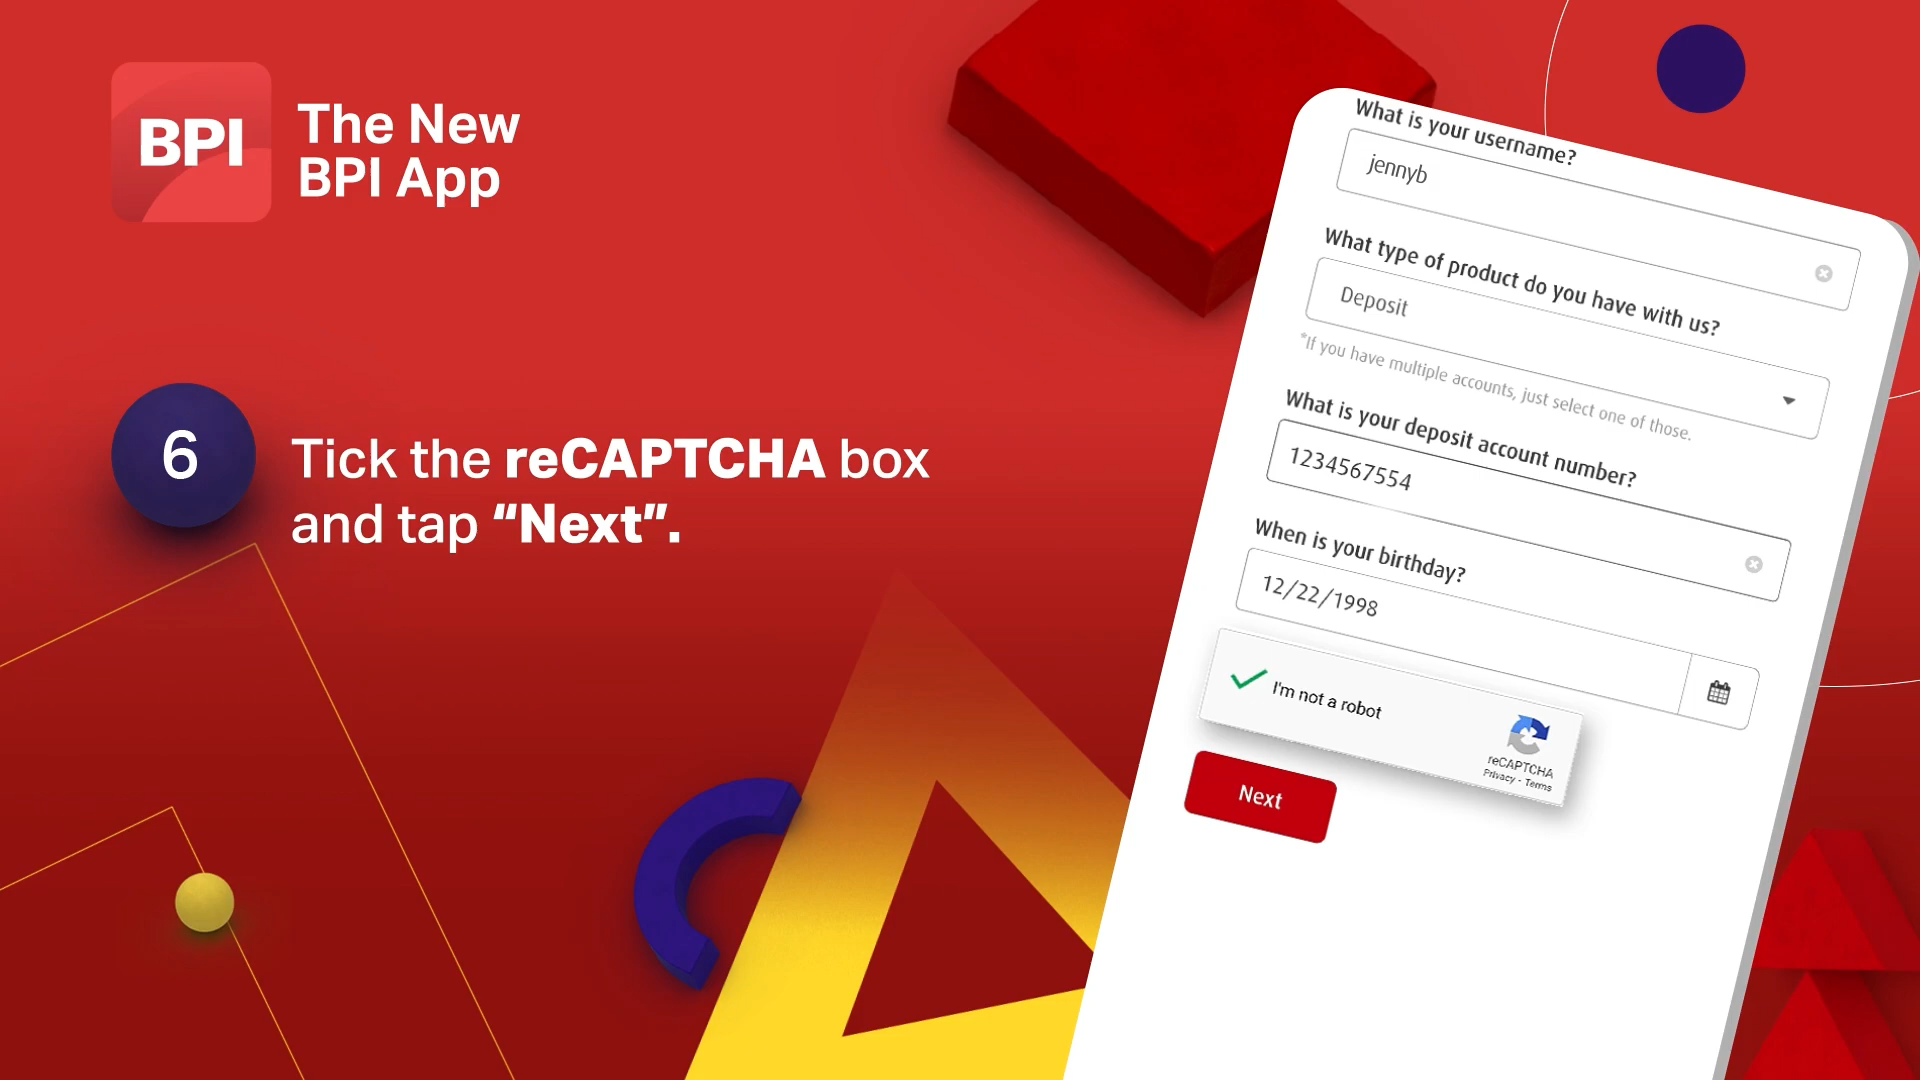 BPI
The New
BPI App
6
Tick the reCAPTCHA box
and tap “Next”.
What is your username?
jennyb
What type of product do you have with us?
Deposit
*If you have multiple accounts, just select one of those.
What is your deposit account number?
1234567554
When is your birthday?
12/22/1998
I'm not a robot
reCAPTCHA
Privacy - Terms
Next